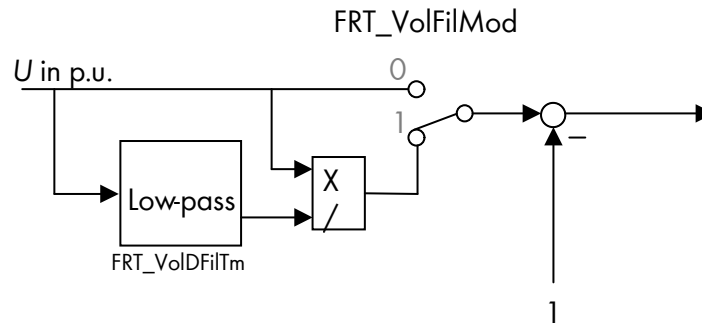 FRT_VolFilMod
U in p.u.
0
1
Low-pass
X
/
FRT_VolDFilTm
–
1